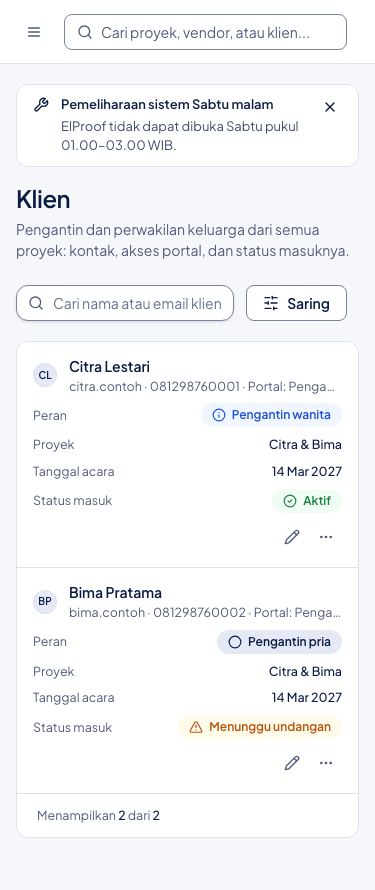 Cari proyek, vendor, atau klien...
Pemeliharaan sistem Sabtu malam
ElProof tidak dapat dibuka Sabtu pukul
01.00–03.00 WIB.
Klien
Pengantin dan perwakilan keluarga dari semua
proyek: kontak, akses portal, dan status masuknya.
Cari nama atau email klien
Saring
CL
Citra Lestari
citra.contoh · 081298760001 · Portal: Penga...
Peran
Pengantin wanita
Proyek
Citra & Bima
Tanggal acara
14 Mar 2027
Status masuk
Aktif
BP
Bima Pratama
bima.contoh · 081298760002 · Portal: Penga...
Peran
Pengantin pria
Proyek
Citra & Bima
Tanggal acara
14 Mar 2027
Status masuk
Menunggu undangan
Menampilkan 2 dari 2